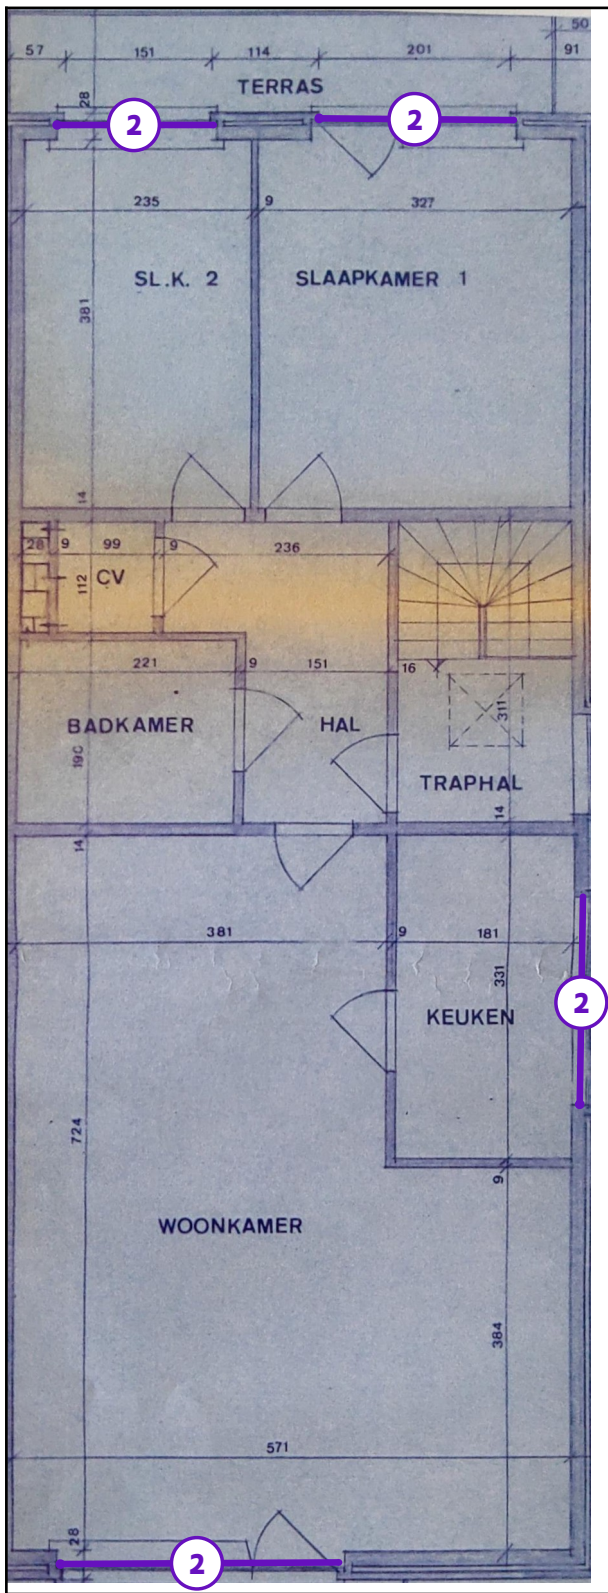 50
57 151 114 201 91
TERRAS
28
2 2
235 9 327
SL.K. 2 SLAAPKAMER 1
381
14
28 9 99 9 236
CV
112
221 9 151 16
311
BADKAMER HAL
190
TRAPHAL
14
14
381 9 181
331
2
KEUKEN
724
9
WOONKAMER
384
571
28
2